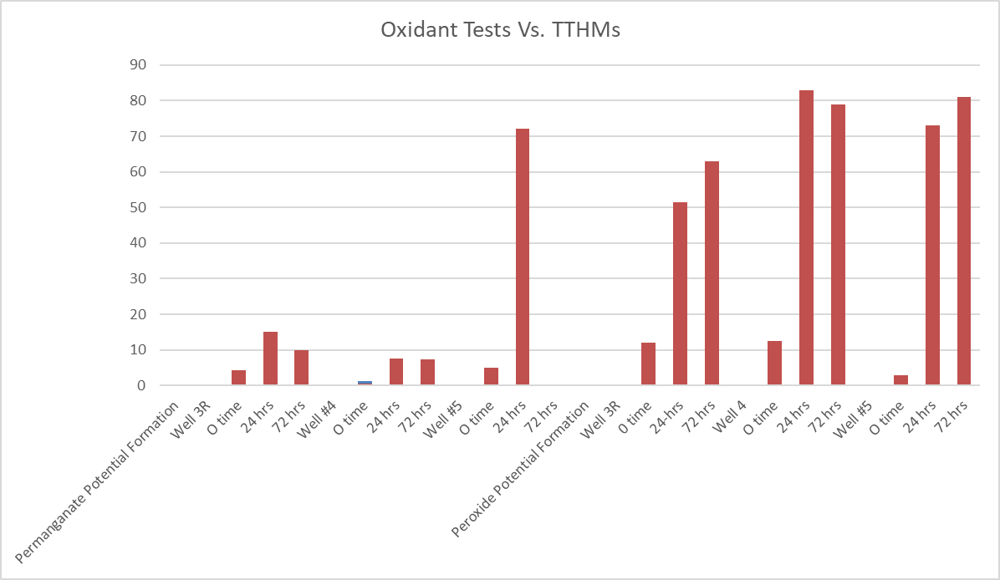 Oxidant Tests Vs. TTHMs
90
80
70
60
50
40
30
20
10
0
Permanganate Potential Formation
Well 3R
O time
24 hrs
72 hrs
Well #4
O time
24 hrs
72 hrs
Well #5
O time
24 hrs
72 hrs
Peroxide Potential Formation
Well 3R
0 time
24-hrs
72 hrs
Well 4
O time
24 hrs
72 hrs
Well #5
O time
24 hrs
72 hrs